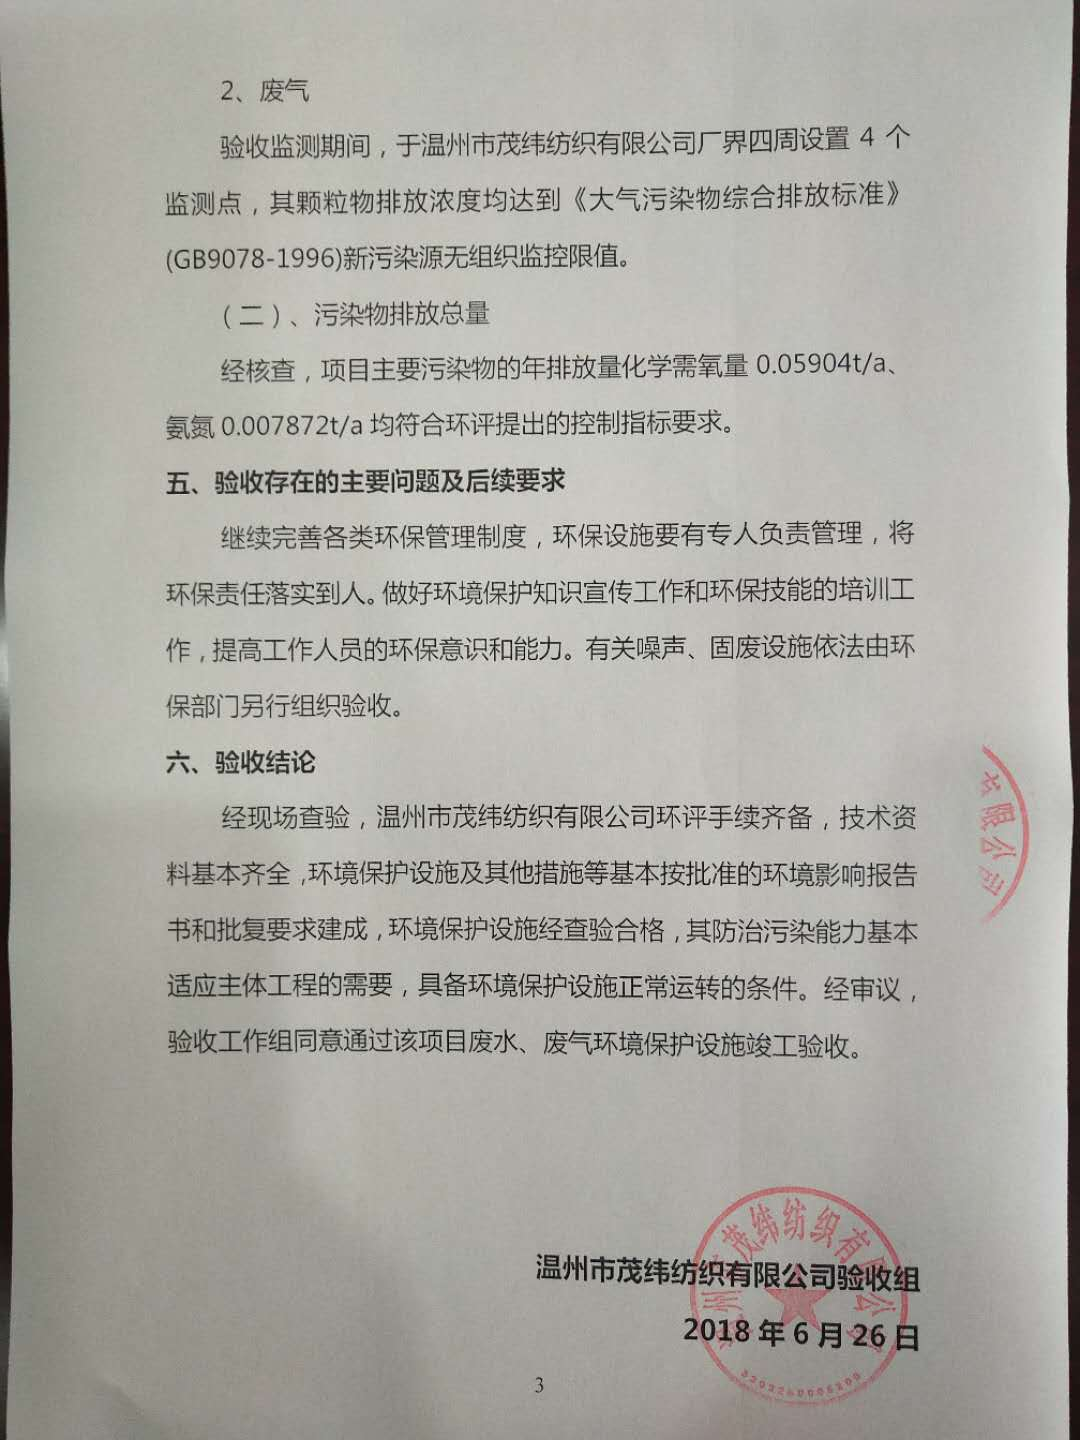 2、废气
验收监测期间，于温州市茂纬纺织有限公司厂界四周设置 4 个
监测点，其颗粒物排放浓度均达到《大气污染物综合排放标准》
(GB9078-1996)新污染源无组织监控限值。
（二）、污染物排放总量
经核查，项目主要污染物的年排放量化学需氧量 0.05904t/a、
氨氮 0.007872t/a 均符合环评提出的控制指标要求。
五、验收存在的主要问题及后续要求
继续完善各类环保管理制度，环保设施要有专人负责管理，将
环保责任落实到人。做好环境保护知识宣传工作和环保技能的培训工
作，提高工作人员的环保意识和能力。有关噪声、固废设施依法由环
保部门另行组织验收。
六、验收结论
经现场查验，温州市茂纬纺织有限公司环评手续齐备，技术资
料基本齐全，环境保护设施及其他措施等基本按批准的环境影响报告
书和批复要求建成，环境保护设施经查验合格，其防治污染能力基本
适应主体工程的需要，具备环境保护设施正常运转的条件。经审议，
验收工作组同意通过该项目废水、废气环境保护设施竣工验收。
限公司
温州市茂纬纺织有限公司
温州市茂纬纺织有限公司验收组
2018 年 6 月 26 日
3